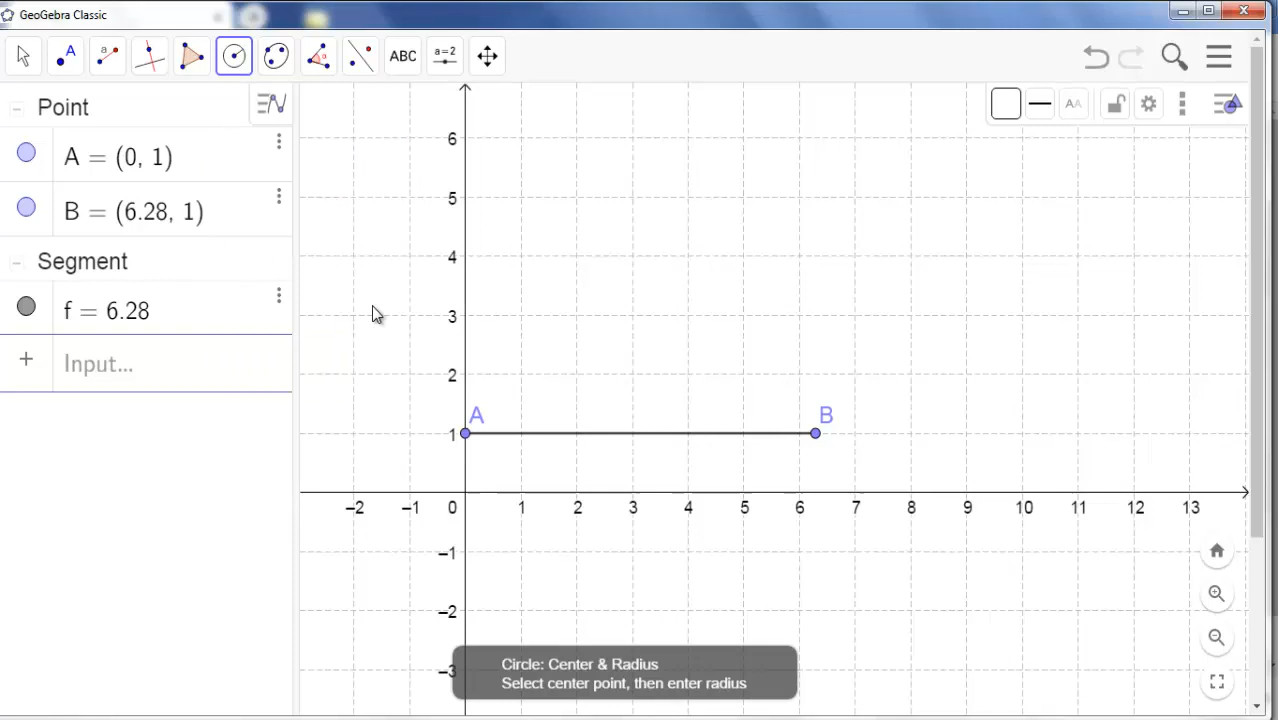 GeoGebra Classic
ABC
a=2
Point
A = (0, 1)
B = (6.28, 1)
Segment
f = 6.28
+ Input...
AA
6
5
4
3
2
1
A
B
–2 –1 0 1 2 3 4 5 6 7 8 9 10 11 12 13
–1
–2
–3
Circle: Center & Radius
Select center point, then enter radius